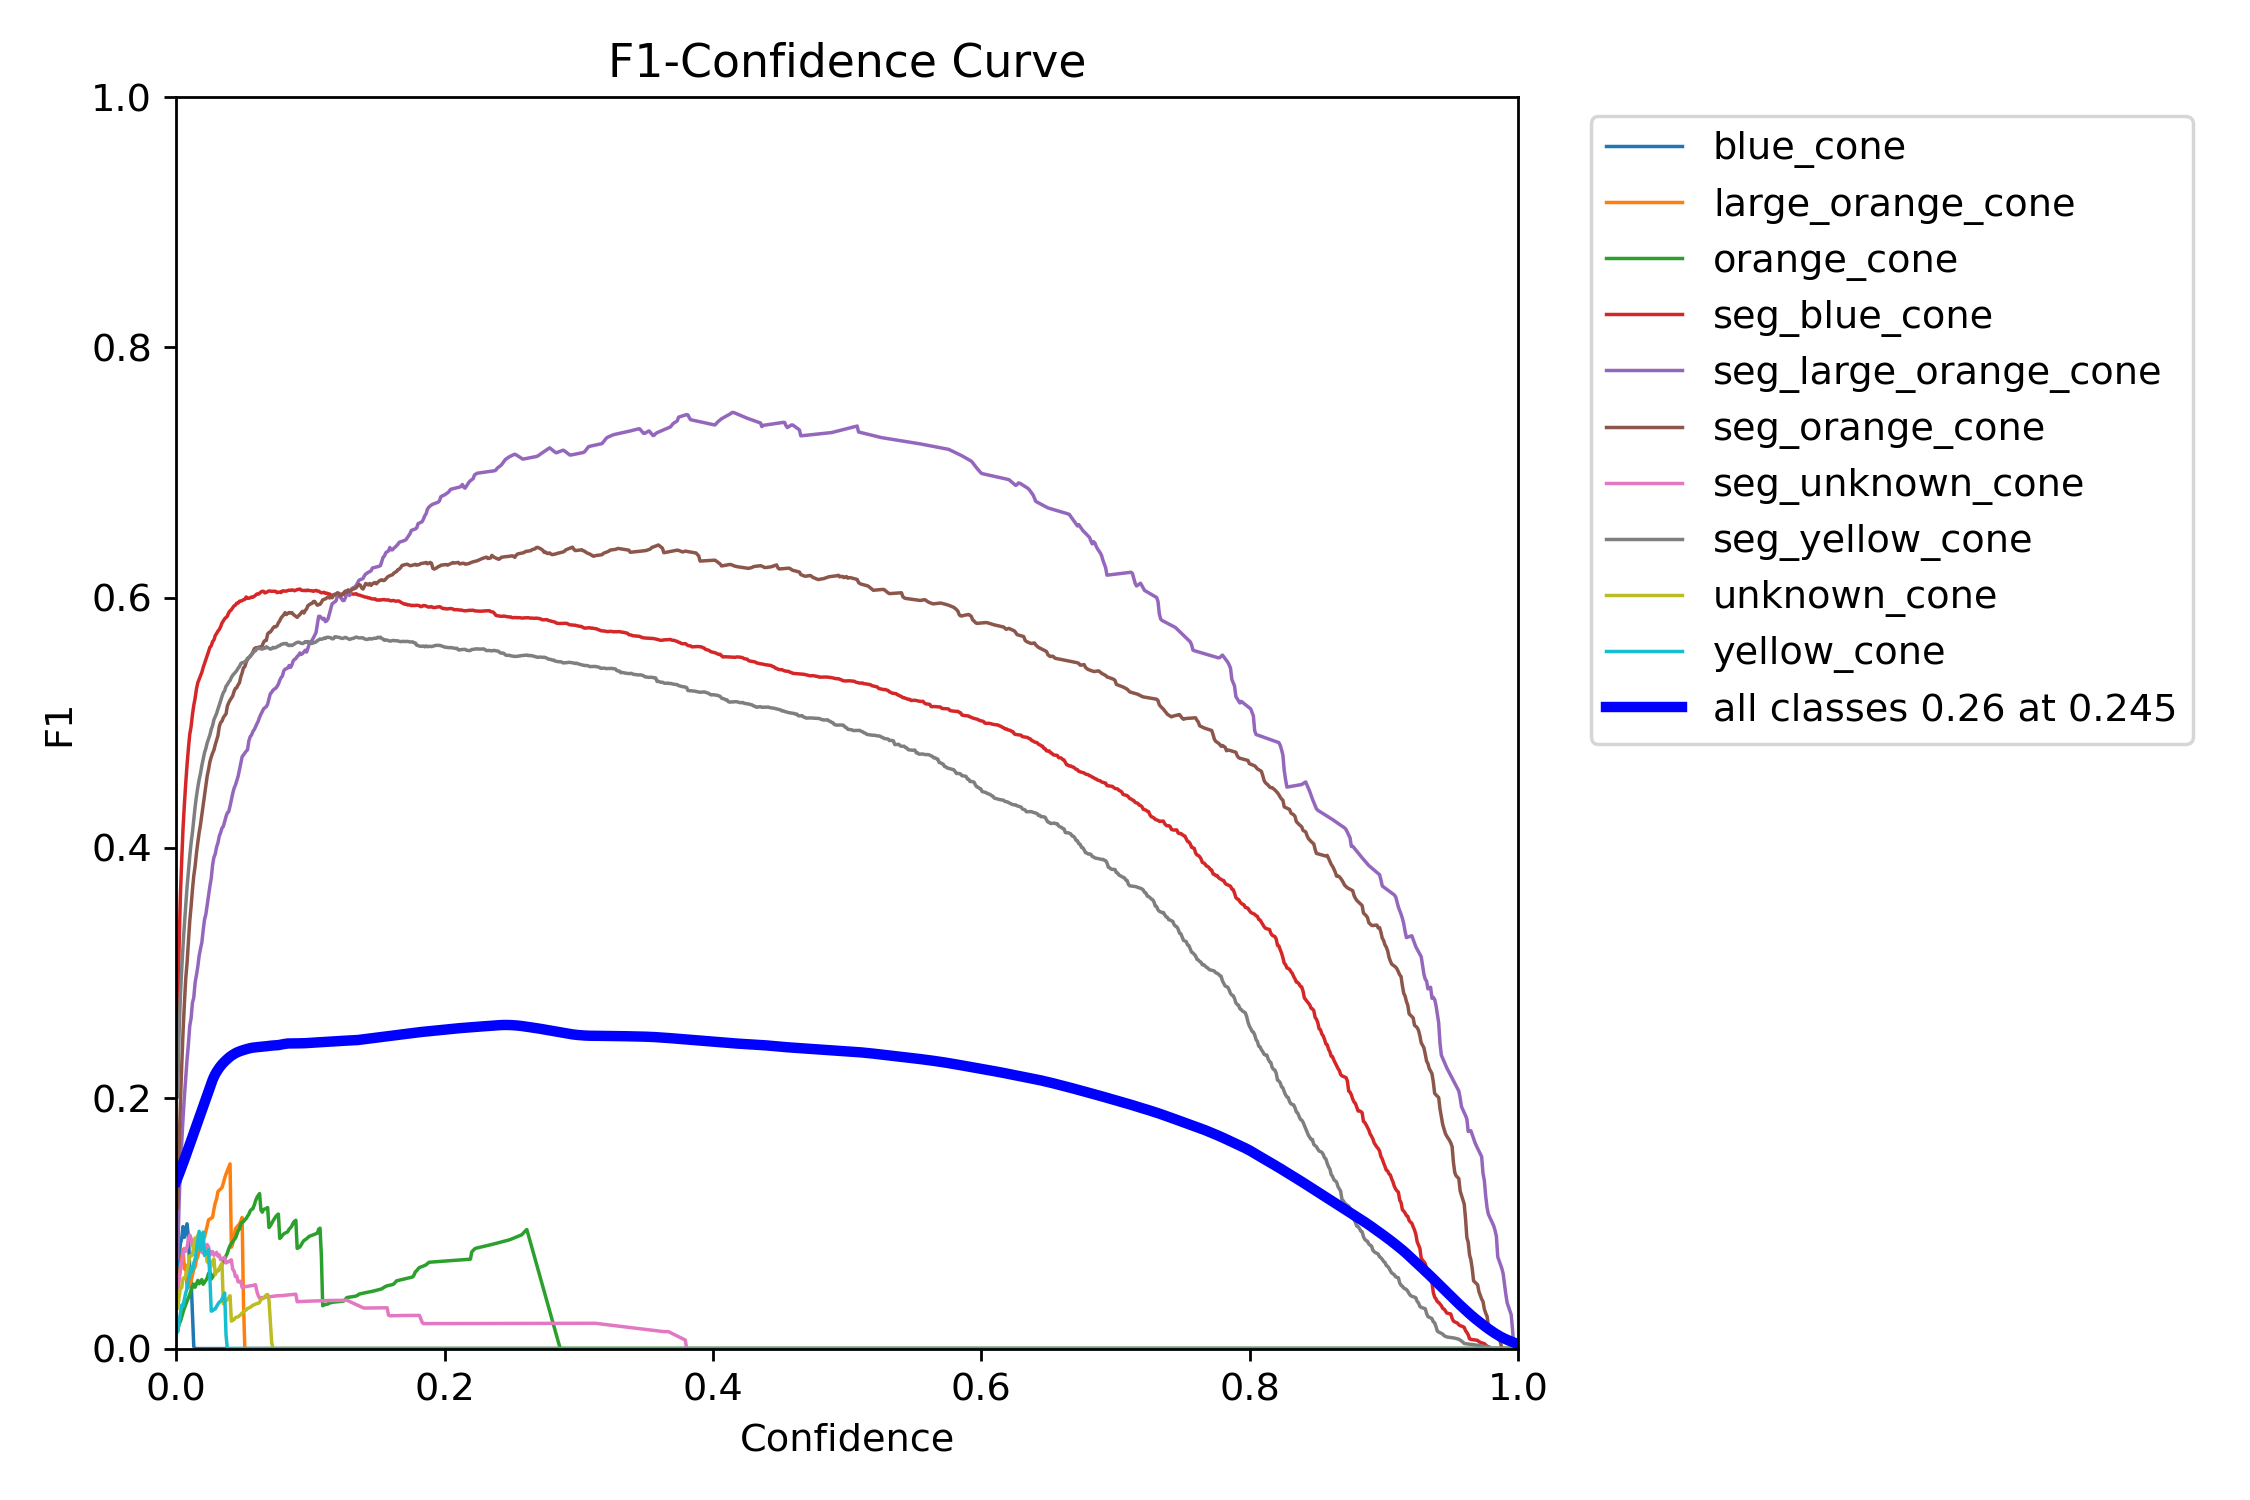 F1-Confidence Curve
1.0
0.8
0.6
0.4
0.2
0.0
F1
0.0 0.2 0.4 0.6 0.8 1.0
Confidence
blue_cone
large_orange_cone
orange_cone
seg_blue_cone
seg_large_orange_cone
seg_orange_cone
seg_unknown_cone
seg_yellow_cone
unknown_cone
yellow_cone
all classes 0.26 at 0.245